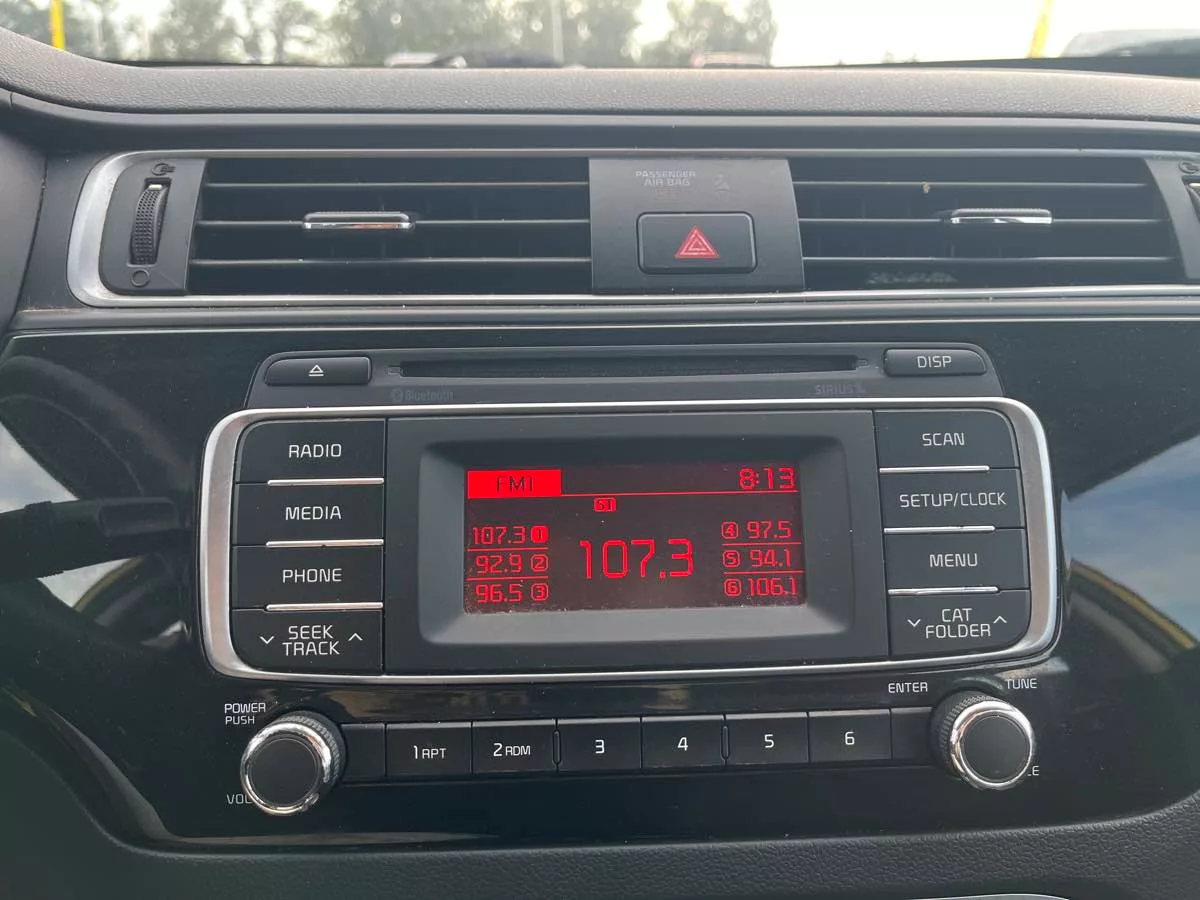 PASSENGER
AIR BAG
DISP
Bluetooth
SIRIUS
RADIO
MEDIA
PHONE
SEEK
TRACK
FM1 8:13
ST
107.3 1
92.9 2
96.5 3
107.3
4 97.5
5 94.1
6 106.1
SCAN
SETUP/CLOCK
MENU
CAT
FOLDER
POWER
PUSH
VOL
1 RPT
2 RDM
3
4
5
6
ENTER
TUNE